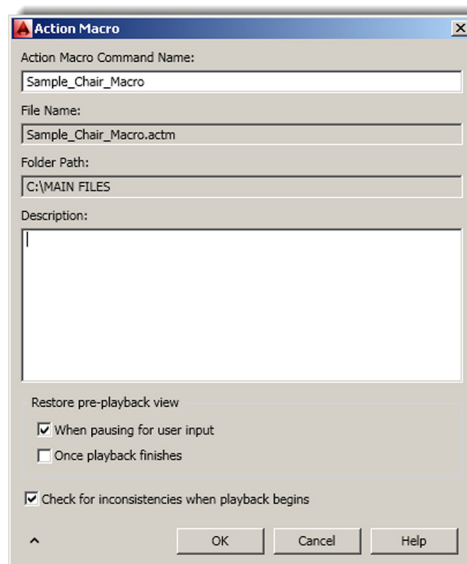 Action Macro
Action Macro Command Name:
Sample_Chair_Macro
File Name:
Sample_Chair_Macro.actm
Folder Path:
C:\MAIN FILES
Description:
Restore pre-playback view
When pausing for user input
Once playback finishes
Check for inconsistencies when playback begins
OK Cancel Help